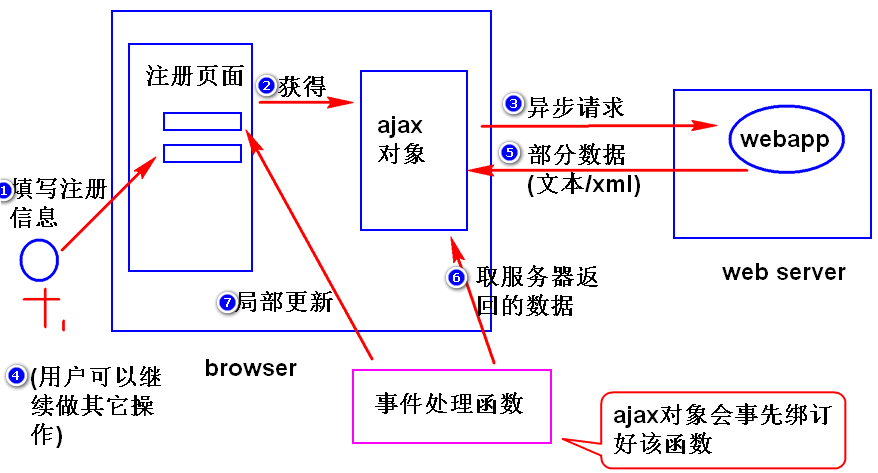 注册页面
❷获得
ajax
对象
❸异步请求
webapp
❺部分数据
(文本/xml)
❶填写注册
信息
web server
❻取服务器返
回的数据
❼局部更新
browser
❹(用户可以继
续做其它操
作)
事件处理函数
ajax对象会事先绑订
好该函数